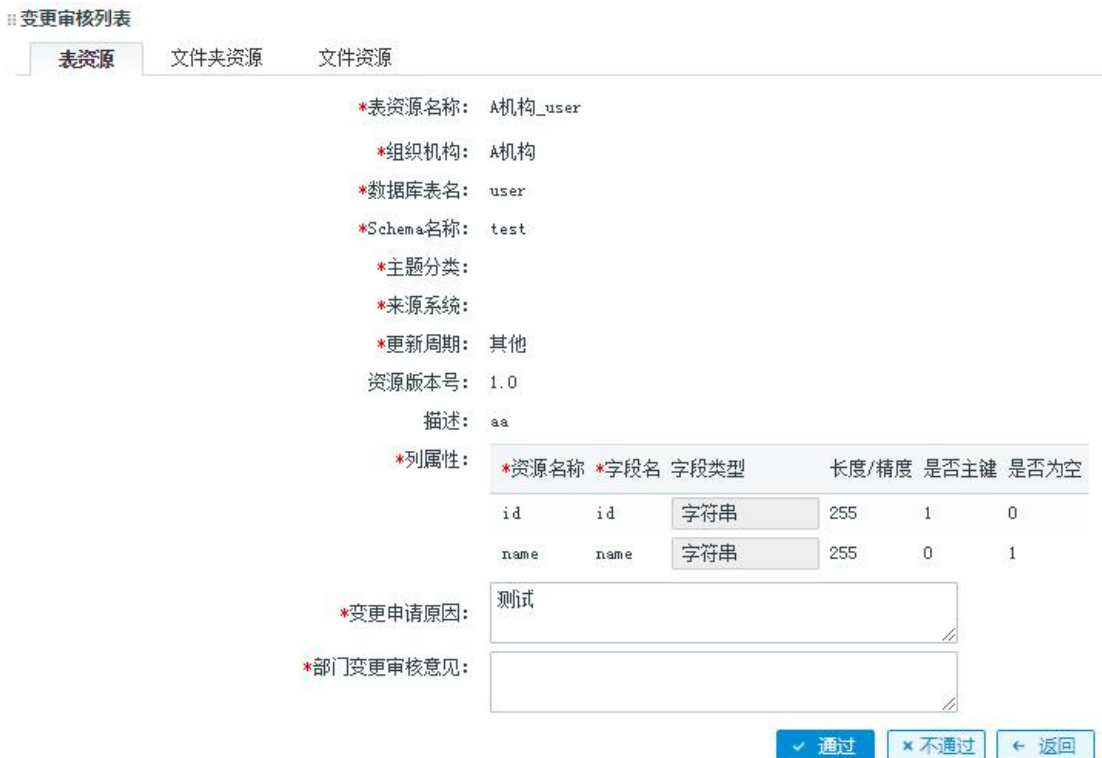 变更审核列表
表资源 文件夹资源 文件资源
*表资源名称： A机构_user
*组织机构： A机构
*数据库表名： user
*Schema名称： test
*主题分类：
*来源系统：
*更新周期： 其他
资源版本号： 1.0
描述： aa
*列属性： *资源名称 *字段名 字段类型 长度/精度 是否主键 是否为空
id id 字符串 255 1 0
name name 字符串 255 0 1
*变更申请原因： 测试
*部门变更审核意见：
通过 不通过 返回